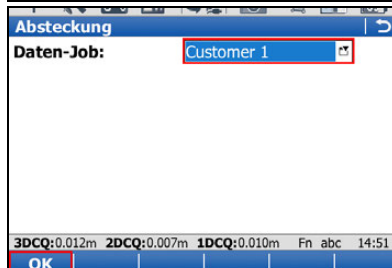 Absteckung
Daten-Job: Customer 1
3DCQ:0.012m 2DCQ:0.007m 1DCQ:0.010m Fn abc 14:51
OK